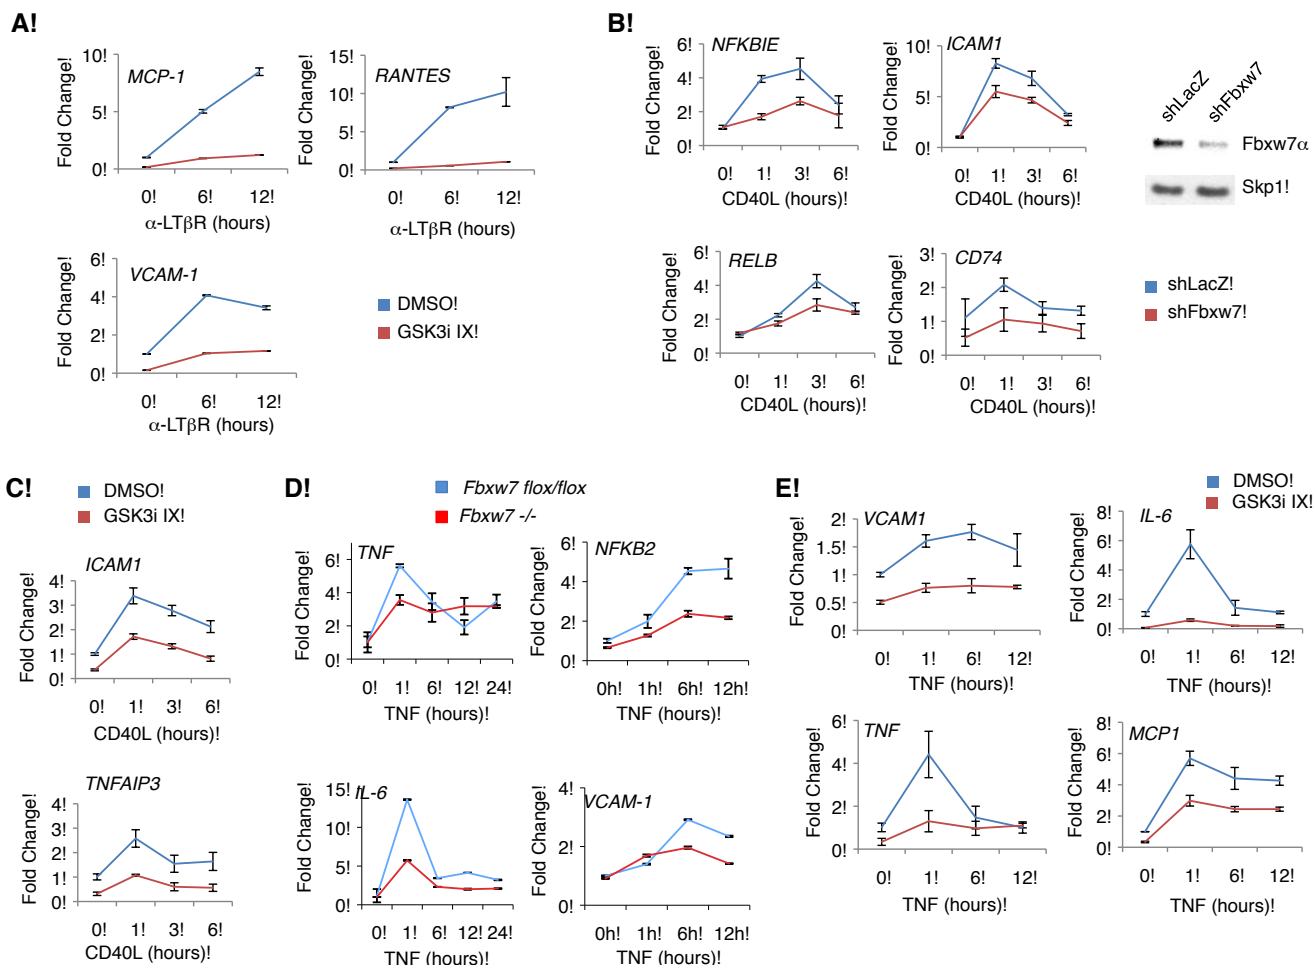 A!
MCP-1
Fold Change!
10!
5!
0!
0! 6! 12!
α-LTβR (hours)
RANTES
Fold Change!
15!
10!
5!
0!
0! 6! 12!
α-LTβR (hours)
VCAM-1
Fold Change!
6!
4!
2!
0!
0! 6! 12!
α-LTβR (hours)
DMSO!
GSK3i IX!
B!
NFKBIE
Fold Change!
6!
4!
2!
0!
0! 1! 3! 6!
CD40L (hours)!
ICAM1
Fold Change!
10!
5!
0!
0! 1! 3! 6!
CD40L (hours)!
shLacZ
shFbxw7
Fbxw7α
Skp1!
RELB
Fold Change!
6!
4!
2!
0!
0! 1! 3! 6!
CD40L (hours)!
CD74
Fold Change!
3!
2!
1!
0!
0! 1! 3! 6!
CD40L (hours)!
shLacZ!
shFbxw7!
C!
DMSO!
GSK3i IX!
ICAM1
Fold Change!
4!
3!
2!
1!
0!
0! 1! 3! 6!
CD40L (hours)!
TNFAIP3
Fold Change!
4!
3!
2!
1!
0!
0! 1! 3! 6!
CD40L (hours)!
D!
Fbxw7 flox/flox
Fbxw7 -/-
TNF
Fold Change!
6!
4!
2!
0!
0! 1! 6! 12! 24!
TNF (hours)!
NFKB2
Fold Change!
6!
4!
2!
0!
0h! 1h! 6h! 12h!
TNF (hours)!
IL-6
Fold Change!
15!
10!
5!
0!
0! 1! 6! 12! 24!
TNF (hours)!
VCAM-1
Fold Change!
4!
2!
0!
0h! 1h! 6h! 12h!
TNF (hours)!
E!
DMSO!
GSK3i IX!
VCAM1
Fold Change!
2!
1.5!
1!
0.5!
0!
0! 1! 6! 12!
TNF (hours)!
IL-6
Fold Change!
8!
6!
4!
2!
0!
0! 1! 6! 12!
TNF (hours)!
TNF
Fold Change!
6!
4!
2!
0!
0! 1! 6! 12!
TNF (hours)!
MCP1
Fold Change!
8!
6!
4!
2!
0!
0! 1! 6! 12!
TNF (hours)!